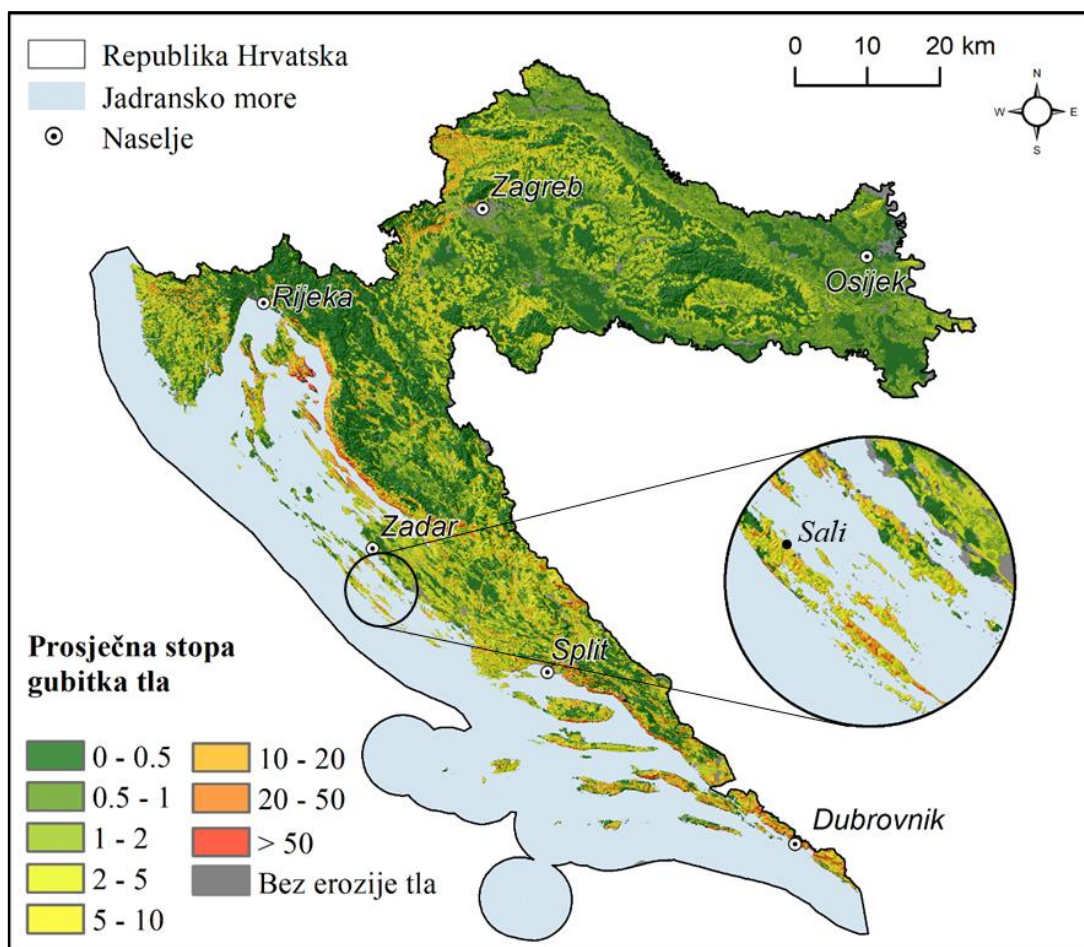 Republika Hrvatska
Jadransko more
Naselje
0 10 20 km
N
W E
S
Zagreb
Osijek
Rijeka
Zadar
Sali
Split
Dubrovnik
Prosječna stopa
gubitka tla
0 - 0.5
0.5 - 1
1 - 2
2 - 5
5 - 10
10 - 20
20 - 50
> 50
Bez erozije tla